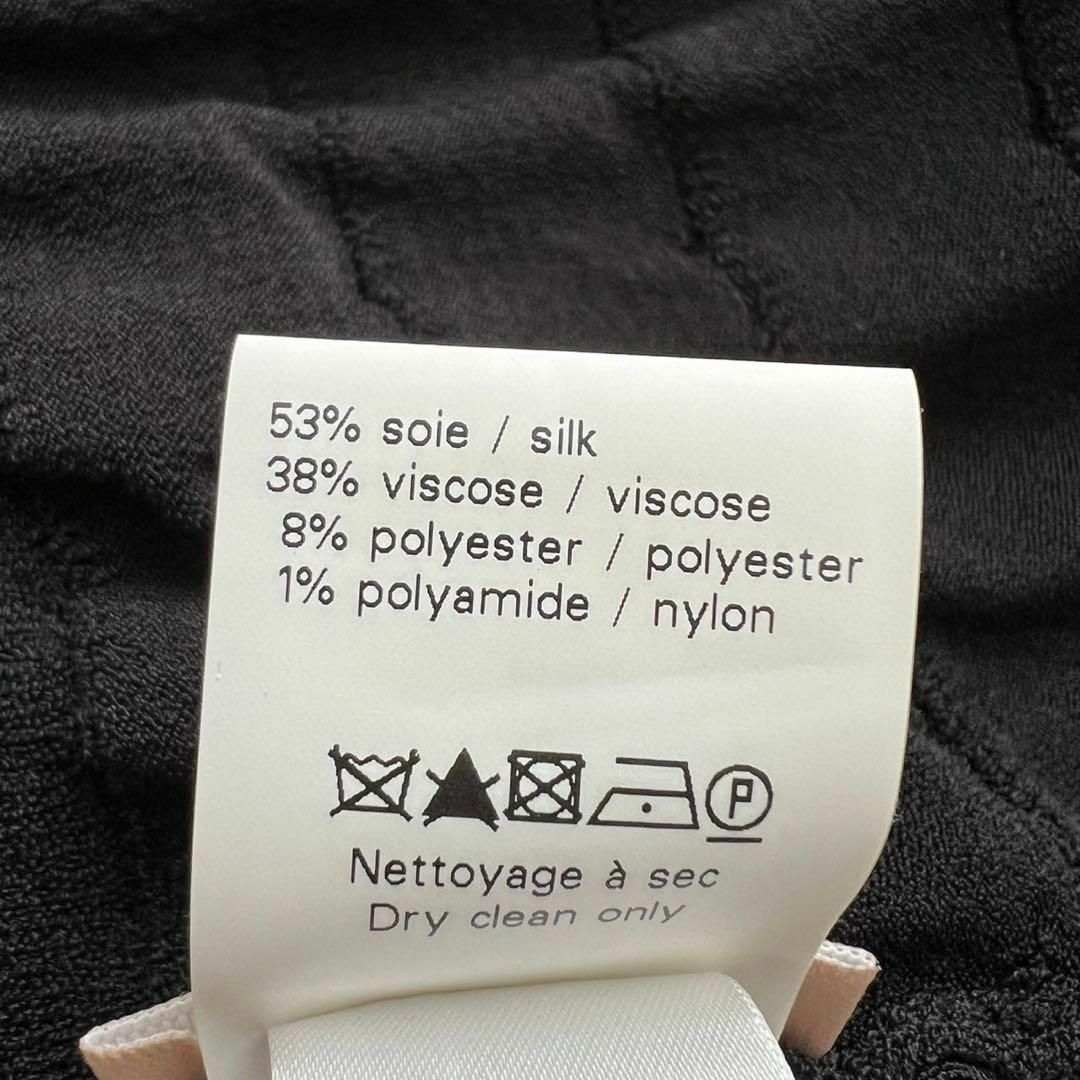 53% soie / silk
38% viscose / viscose
8% polyester / polyester
1% polyamide / nylon
P
Nettoyage à sec
Dry clean only